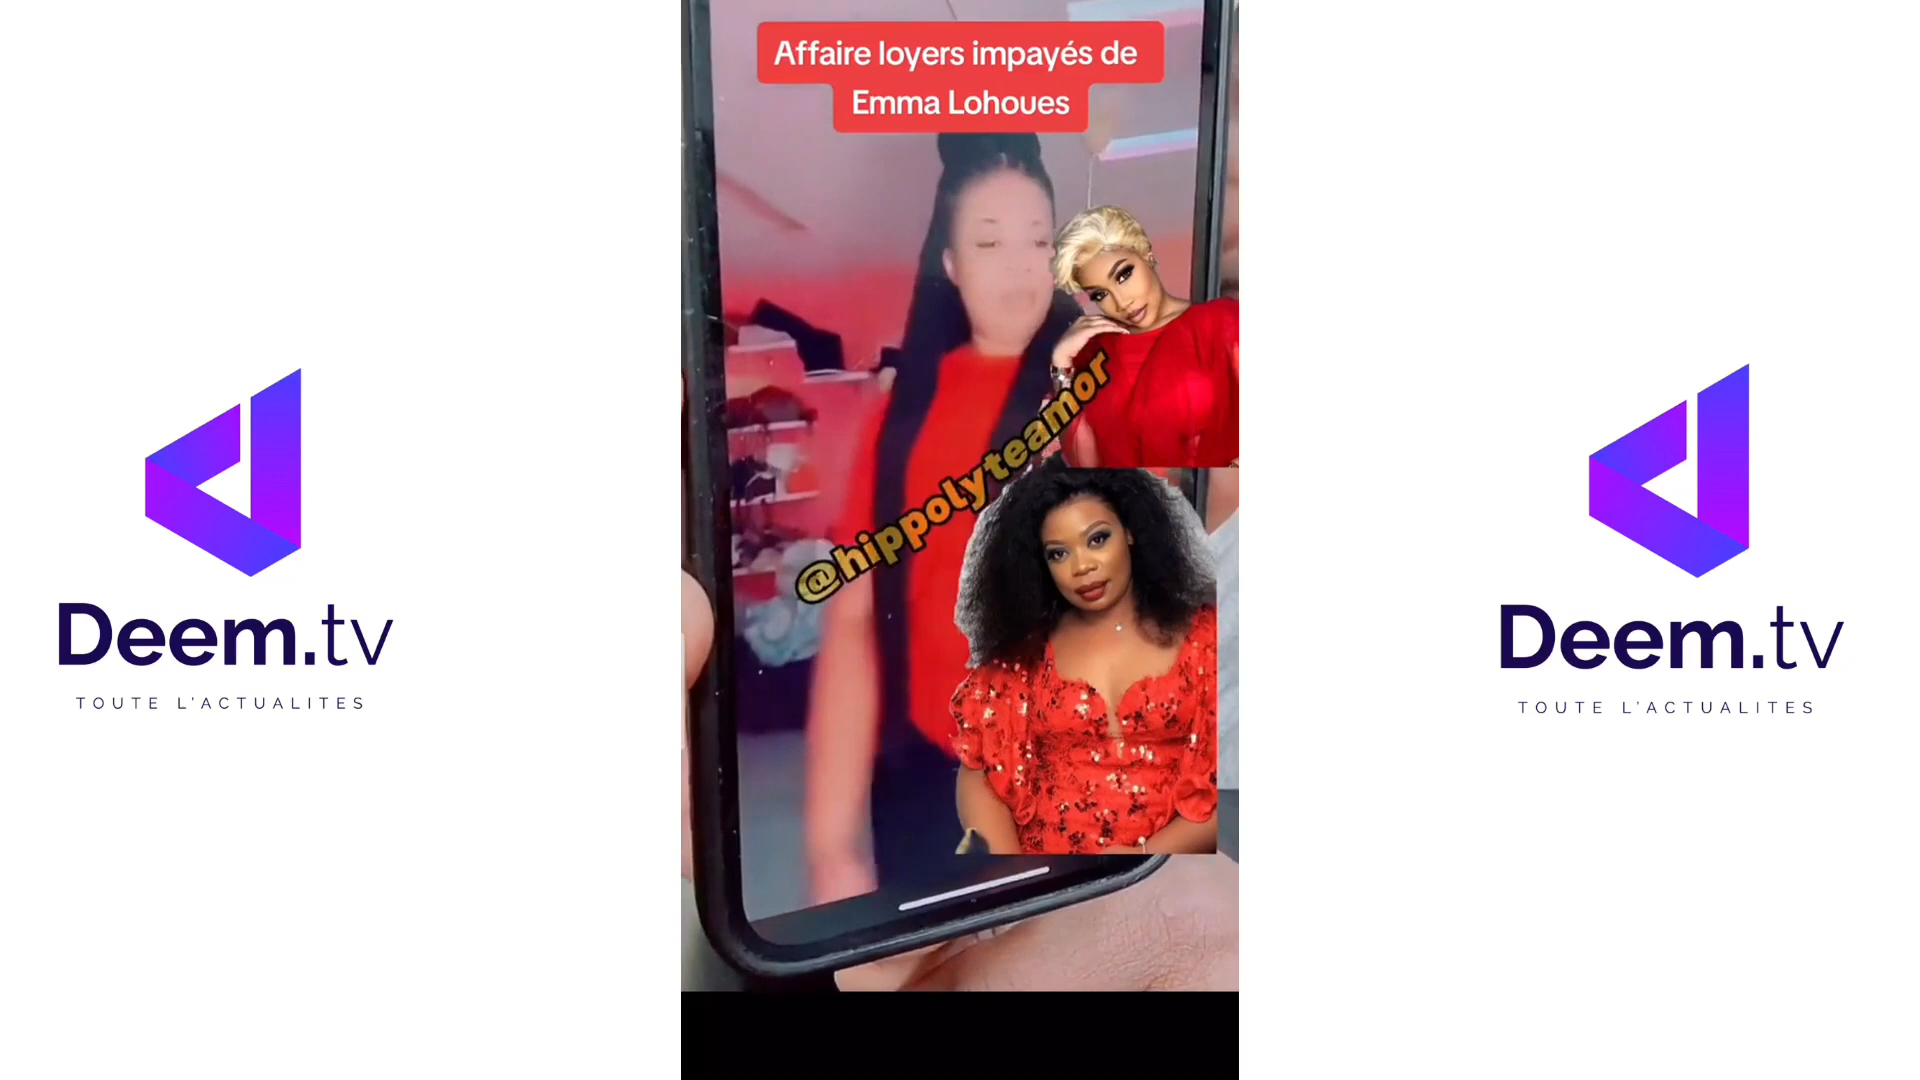 Affaire loyers impayés de
Emma Lohoues
@hippolyteamor
Deem.tv
TOUTE L'ACTUALITES
Deem.tv
TOUTE L'ACTUALITES